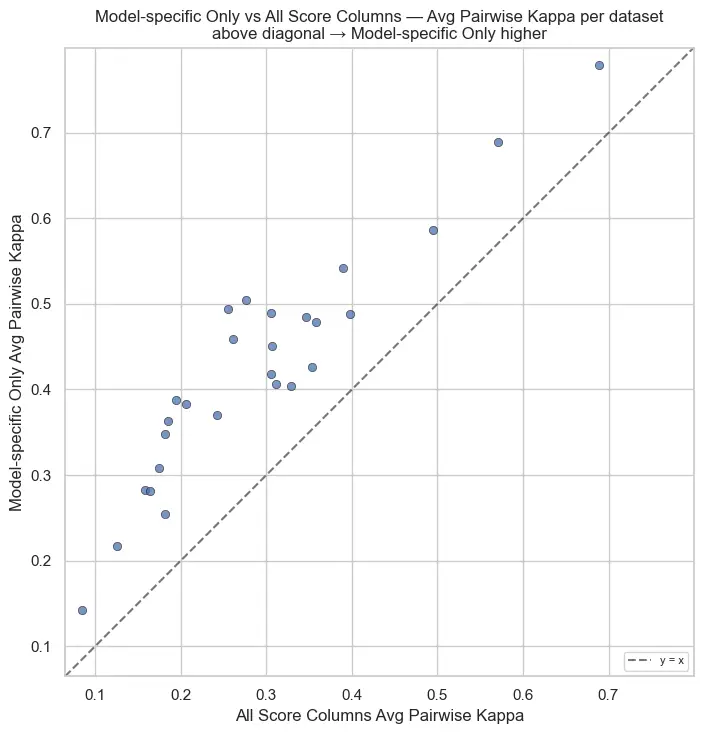 Model-specific Only vs All Score Columns — Avg Pairwise Kappa per dataset
above diagonal → Model-specific Only higher
Model-specific Only Avg Pairwise Kappa
0.7
0.6
0.5
0.4
0.3
0.2
0.1
y = x
0.1 0.2 0.3 0.4 0.5 0.6 0.7
All Score Columns Avg Pairwise Kappa